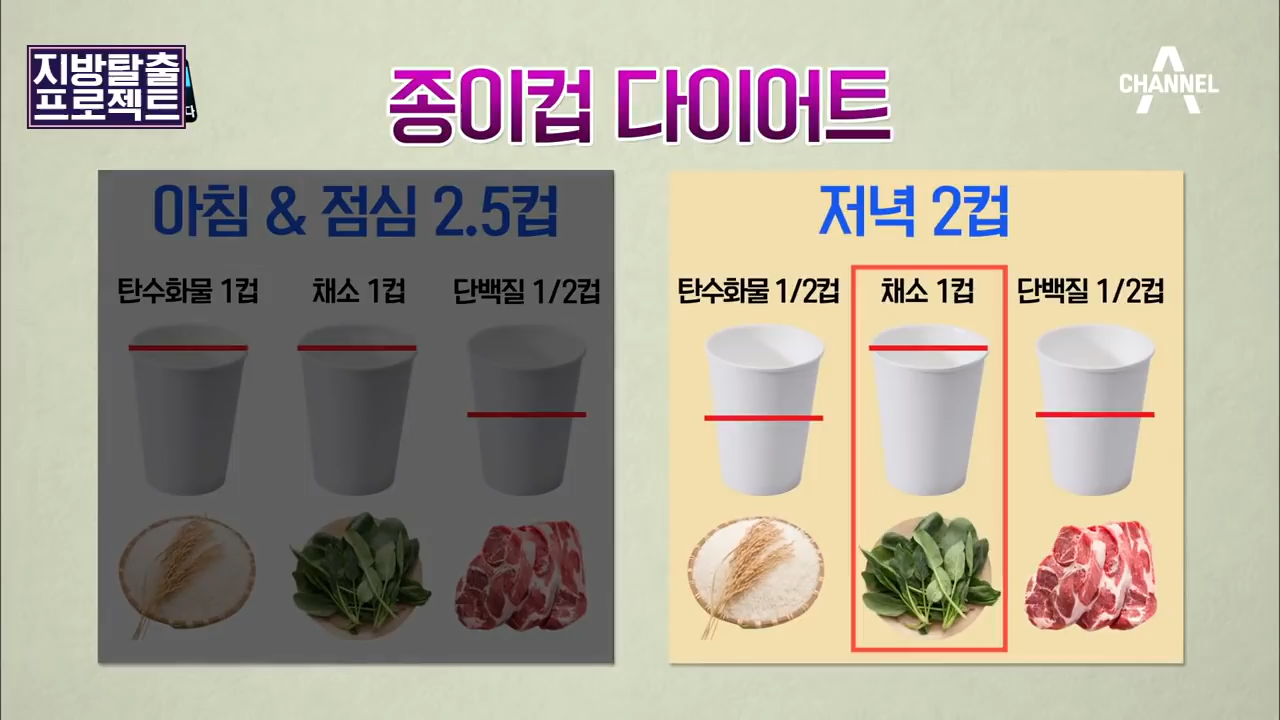 지방탈출
프로젝트
다
종이컵 다이어트
CHANNEL A
아침 & 점심 2.5컵
탄수화물 1컵
채소 1컵
단백질 1/2컵
저녁 2컵
탄수화물 1/2컵
채소 1컵
단백질 1/2컵